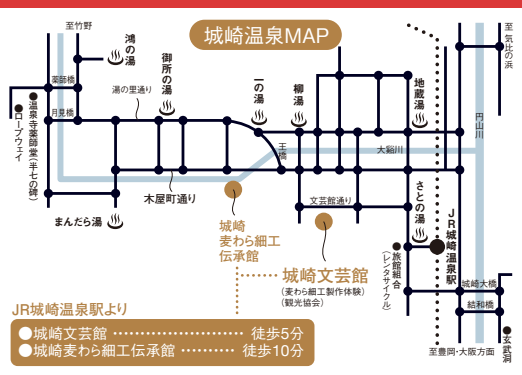 城崎温泉MAP
至竹野
鴻の湯
御所の湯
一の湯
柳湯
地蔵湯
至 気比の浜
薬師橋
湯の里通り
月見橋
●ロープウェイ
●温泉寺薬師堂(半七の碑)
王橋
大谿川
円山川
木屋町通り
まんだら湯
文芸館通り
さとの湯
JR城崎温泉駅
城崎
麦わら細工
伝承館
城崎文芸館
(麦わら細工製作体験)
(観光協会)
●旅館組合
(レンタサイクル)
城崎大橋
結和橋
●玄武洞
至豊岡・大阪方面
JR城崎温泉駅より
●城崎文芸館 ………………… 徒歩5分
●城崎麦わら細工伝承館 ………… 徒歩10分